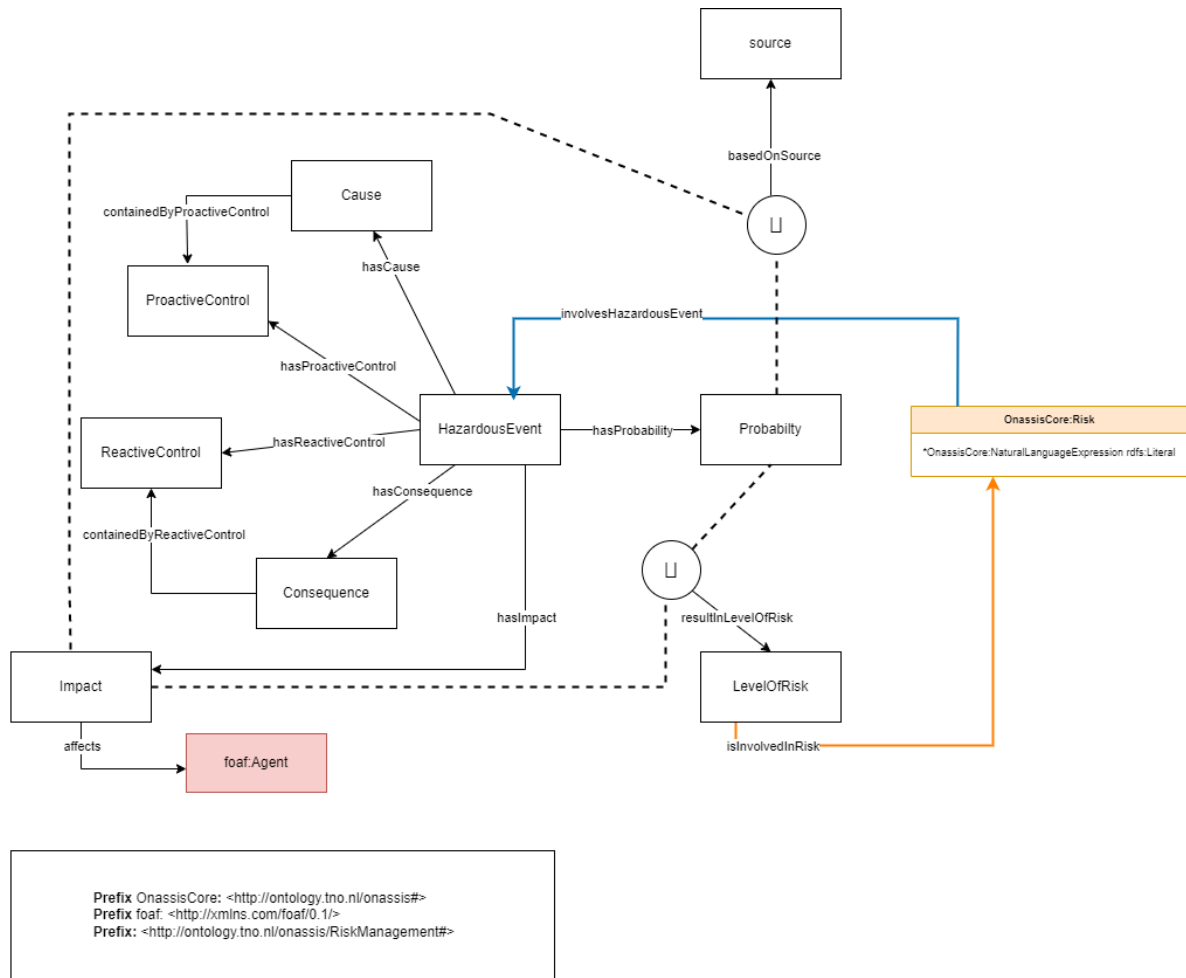 source
basedOnSource
⊔
Cause
containedByProactiveControl
hasCause
ProactiveControl
involvesHazardousEvent
hasProactiveControl
HazardousEvent
hasProbability
Probabilty
OnassisCore:Risk
*OnassisCore:NaturalLanguageExpression rdfs:Literal
hasReactiveControl
ReactiveControl
hasConsequence
containedByReactiveControl
⊔
Consequence
hasImpact
resultInLevelOfRisk
Impact
LevelOfRisk
affects
isInvolvedInRisk
foaf:Agent
Prefix OnassisCore: <http://ontology.tno.nl/onassis#>
Prefix foaf: <http://xmlns.com/foaf/0.1/>
Prefix: <http://ontology.tno.nl/onassis/RiskManagement#>